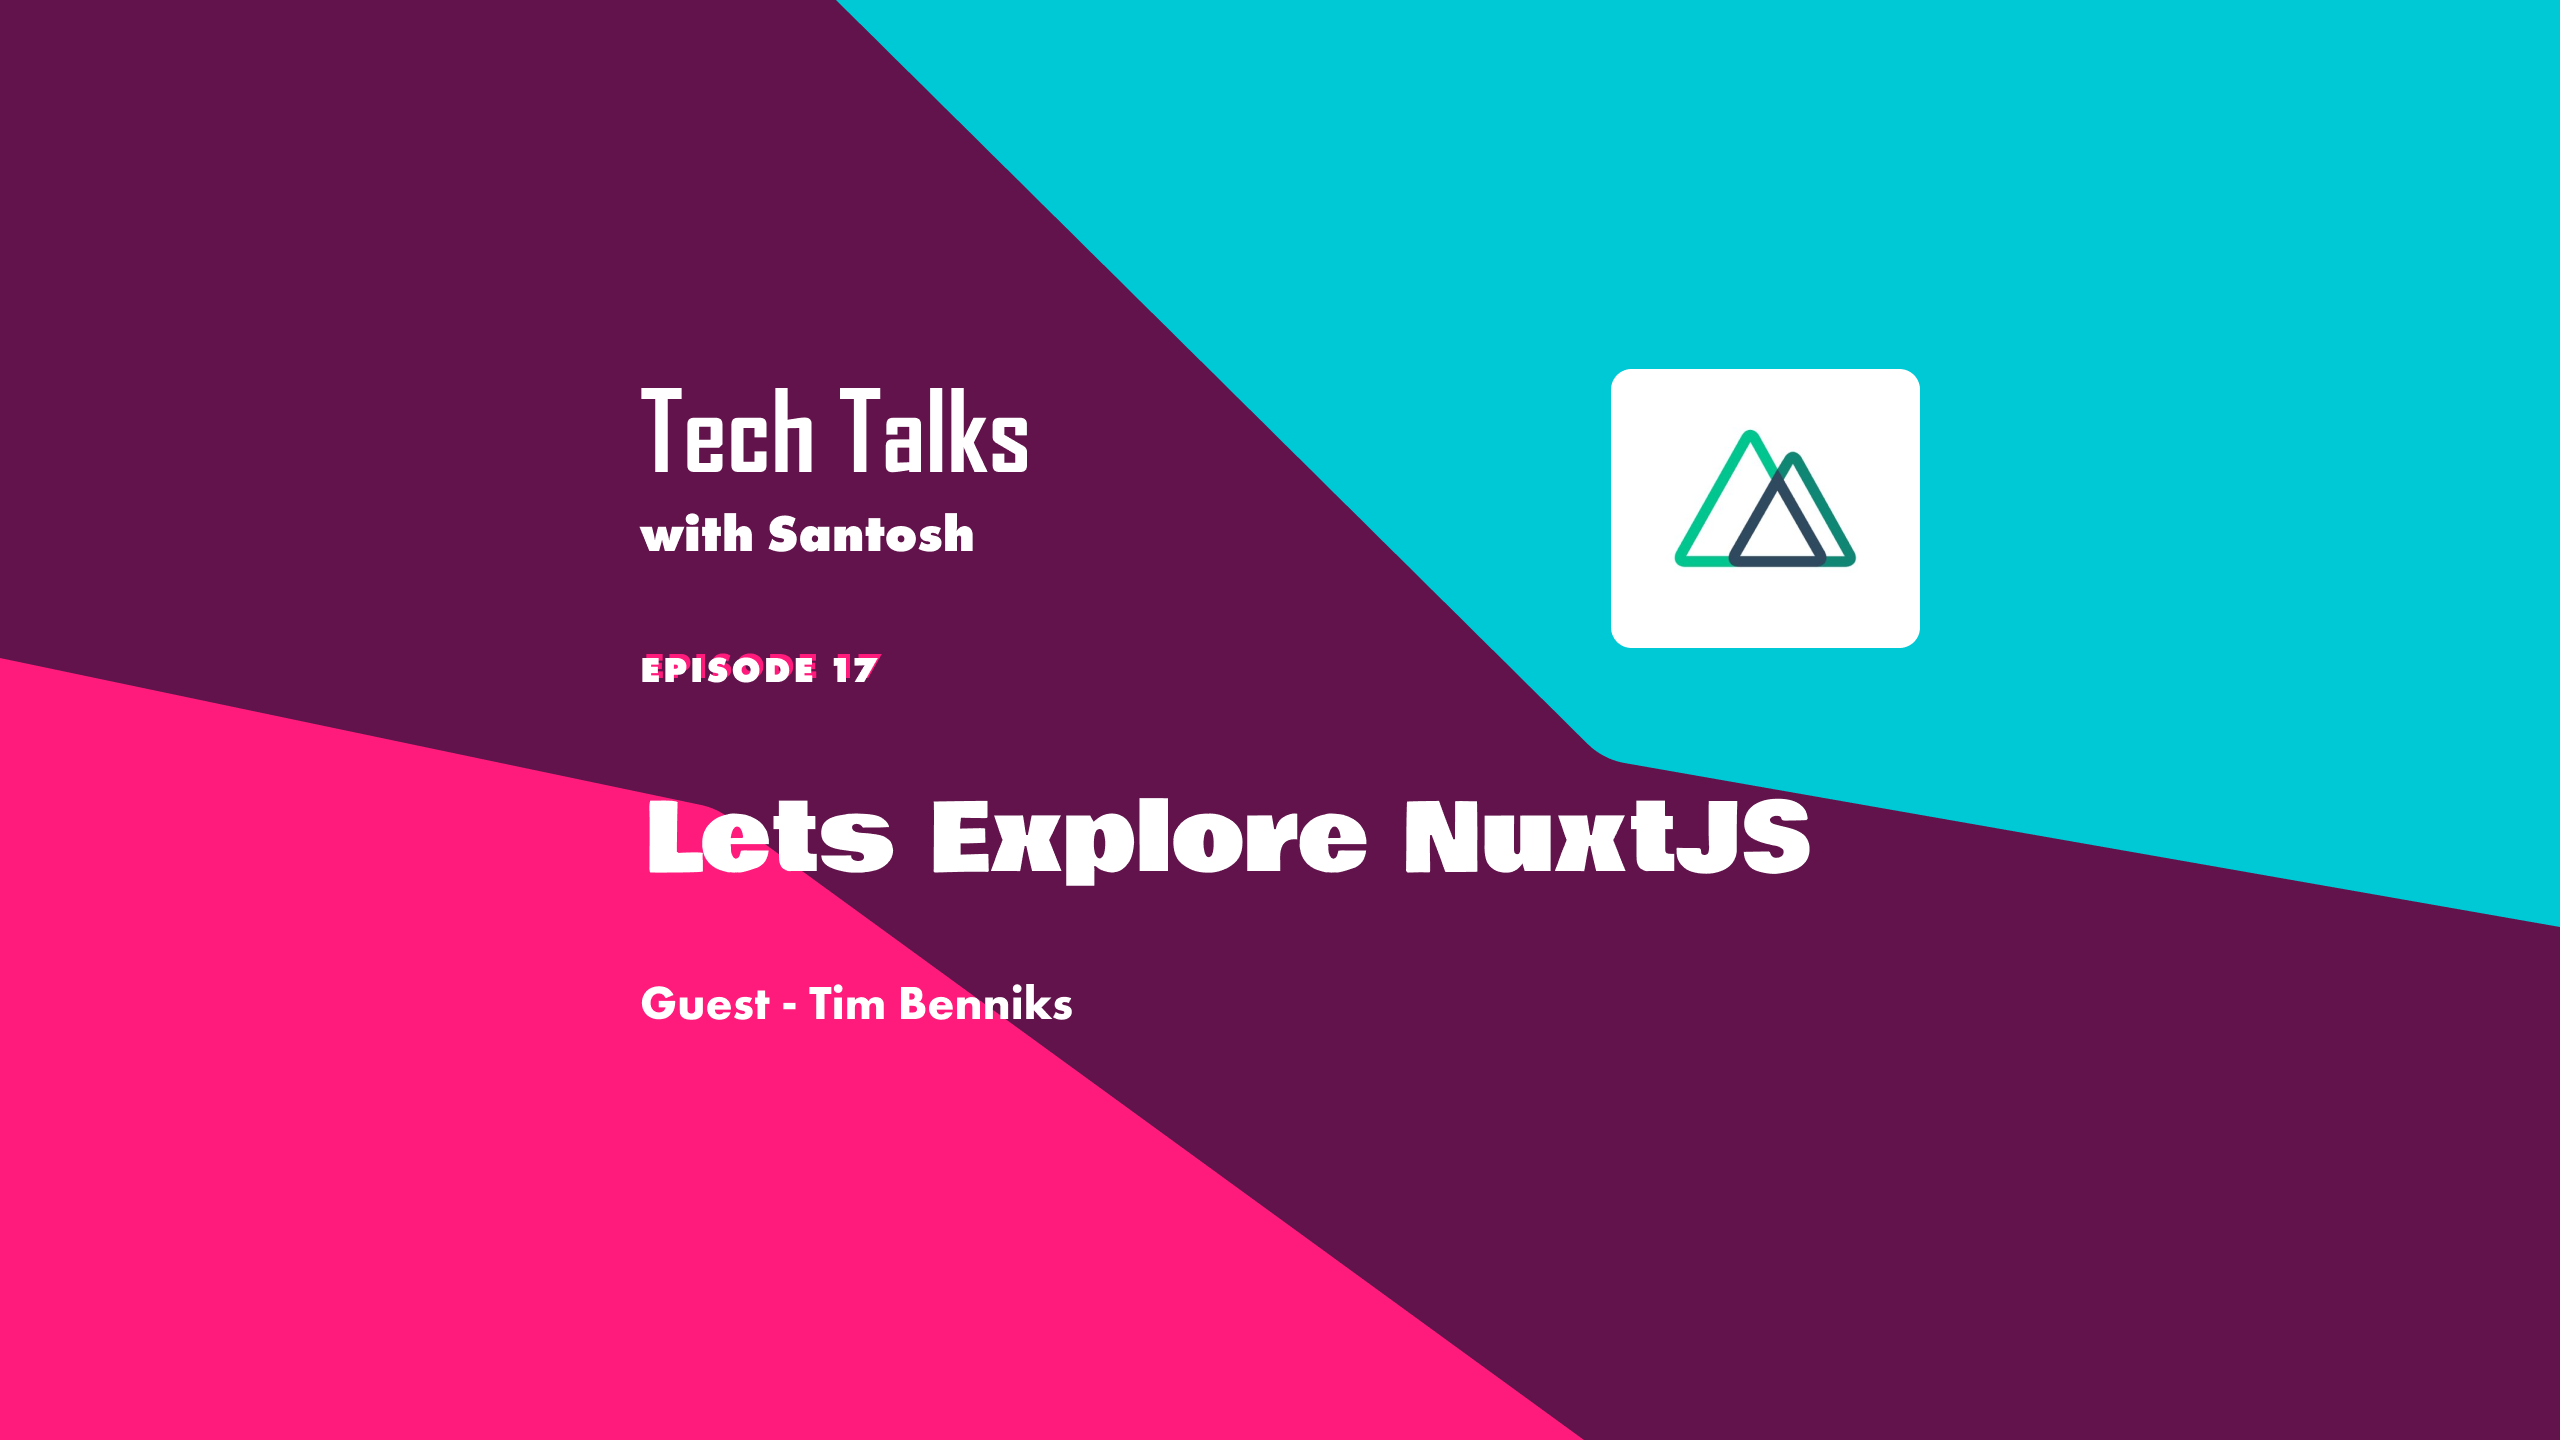 Tech Talks
with Santosh
EPISODE 17
Lets Explore NuxtJS
Guest - Tim Benniks